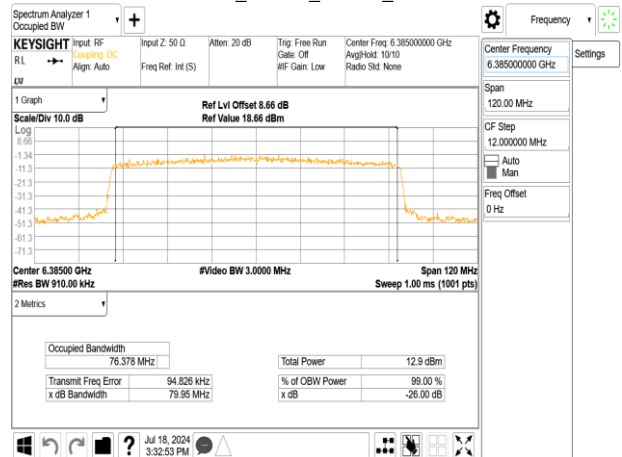 Spectrum Analyzer 1
Occupied BW
Frequency
KEYSIGHT
RL
Input: RF
Coupling: DC
Align: Auto
Input Z: 50 Ω
Freq Ref: Int (S)
Atten: 20 dB
Trig: Free Run
Gate: Off
#IF Gain: Low
Center Freq: 6.385000000 GHz
Avg|Hold: 10/10
Radio Std: None
LXI
Center Frequency
6.385000000 GHz
Settings
Span
120.00 MHz
CF Step
12.000000 MHz
Auto
Man
Freq Offset
0 Hz
1 Graph
Scale/Div 10.0 dB
Ref Lvl Offset 8.66 dB
Ref Value 18.66 dBm
Log
8.66
-1.34
-11.3
-21.3
-31.3
-41.3
-51.3
-61.3
-71.3
Center 6.38500 GHz
#Video BW 3.0000 MHz
Span 120 MHz
#Res BW 910.00 kHz
Sweep 1.00 ms (1001 pts)
2 Metrics
Occupied Bandwidth
76.378 MHz
Total Power 12.9 dBm
Transmit Freq Error 94.826 kHz
% of OBW Power 99.00 %
x dB Bandwidth 79.95 MHz
x dB -26.00 dB
Jul 18, 2024
3:32:53 PM